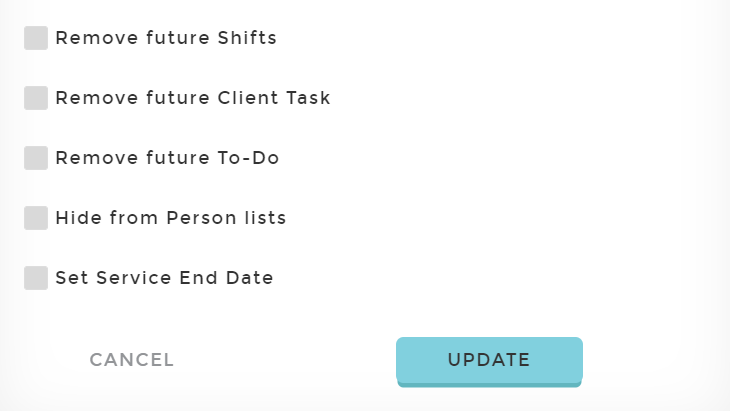 Remove future Shifts
Remove future Client Task
Remove future To-Do
Hide from Person lists
Set Service End Date
CANCEL
UPDATE